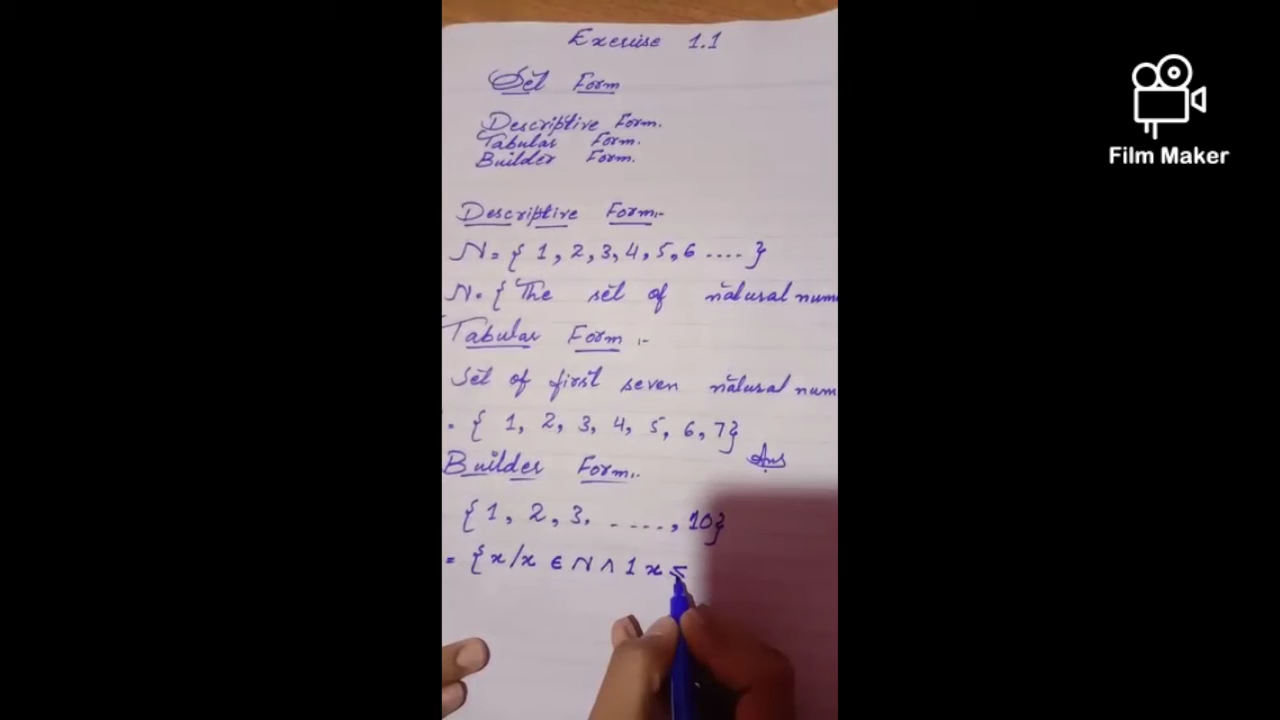 Exercise 1.1
Set Form
Descriptive Form.
Tabular Form.
Builder Form.
Descriptive Form:-
N = { 1, 2, 3, 4, 5, 6 .... }
N = { The set of natural num
Tabular Form :-
Set of first seven natural num
= { 1, 2, 3, 4, 5, 6, 7}
Ans
Builder Form:-
{ 1, 2, 3. ....., 10}
= { x/x ∈ N ∧ 1 x ≤
Film Maker